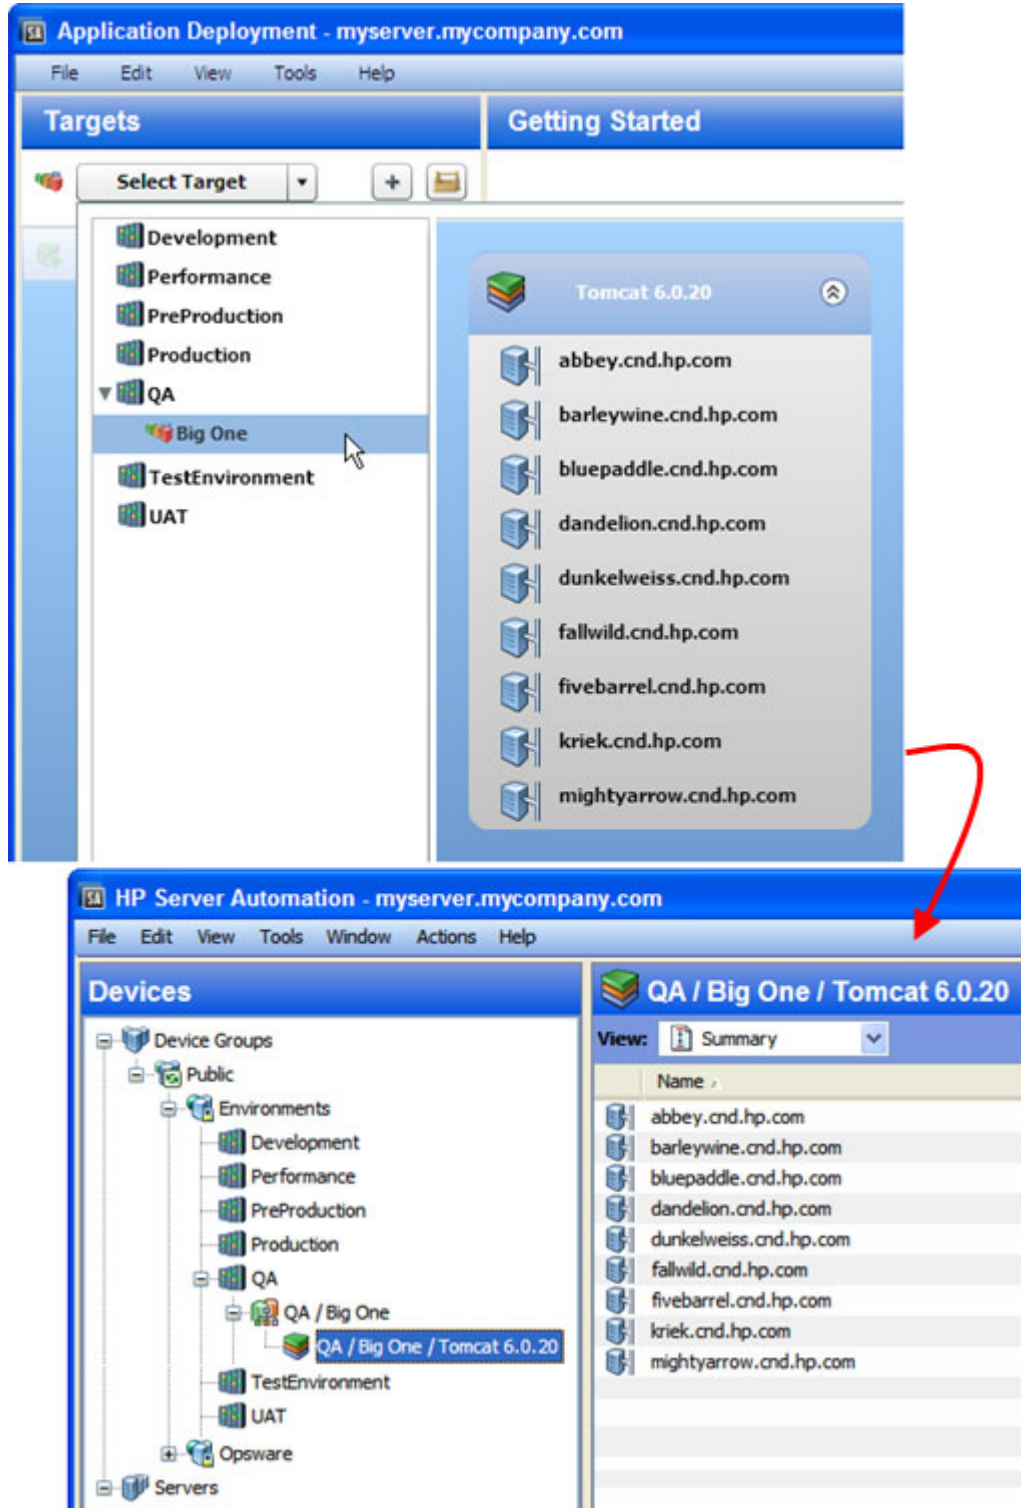 Application Deployment - myserver.mycompany.com
File Edit View Tools Help
Targets
Getting Started
Select Target
Development
Performance
PreProduction
Production
QA
Big One
TestEnvironment
UAT
Tomcat 6.0.20
abbey.cnd.hp.com
barleywine.cnd.hp.com
bluepaddle.cnd.hp.com
dandelion.cnd.hp.com
dunkelweiss.cnd.hp.com
fallwild.cnd.hp.com
fivebarrel.cnd.hp.com
kriek.cnd.hp.com
mightyarrow.cnd.hp.com
SA HP Server Automation - myserver.mycompany.com
File Edit View Tools Window Actions Help
Devices
Device Groups
Public
Environments
Development
Performance
PreProduction
Production
QA
QA / Big One
QA / Big One / Tomcat 6.0.20
TestEnvironment
UAT
Opsware
Servers
QA / Big One / Tomcat 6.0.20
View: Summary
Name
abbey.cnd.hp.com
barleywine.cnd.hp.com
bluepaddle.cnd.hp.com
dandelion.cnd.hp.com
dunkelweiss.cnd.hp.com
fallwild.cnd.hp.com
fivebarrel.cnd.hp.com
kriek.cnd.hp.com
mightyarrow.cnd.hp.com